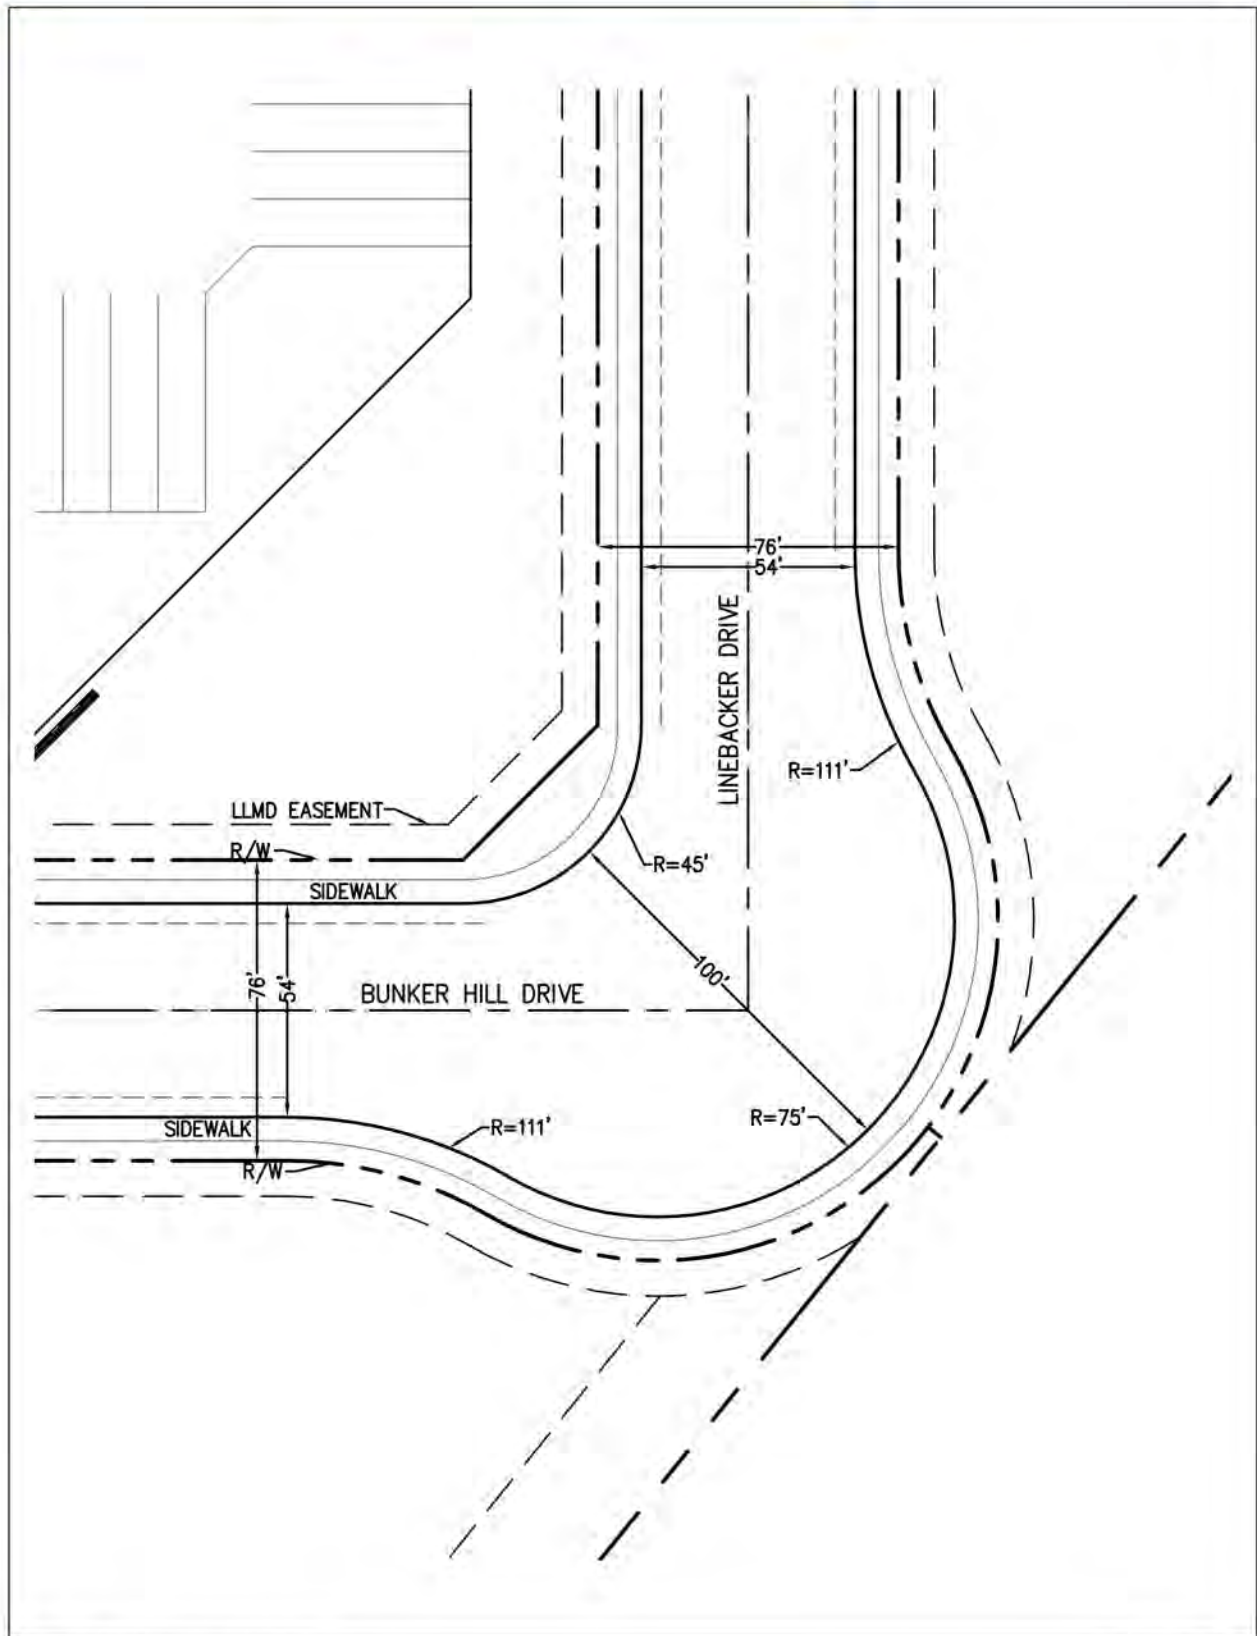 76'
54'
LINEBACKER DRIVE
R=111'
LLMD EASEMENT
R/W
R=45'
SIDEWALK
100'
76'
54'
BUNKER HILL DRIVE
R=75'
R=111'
SIDEWALK
R/W